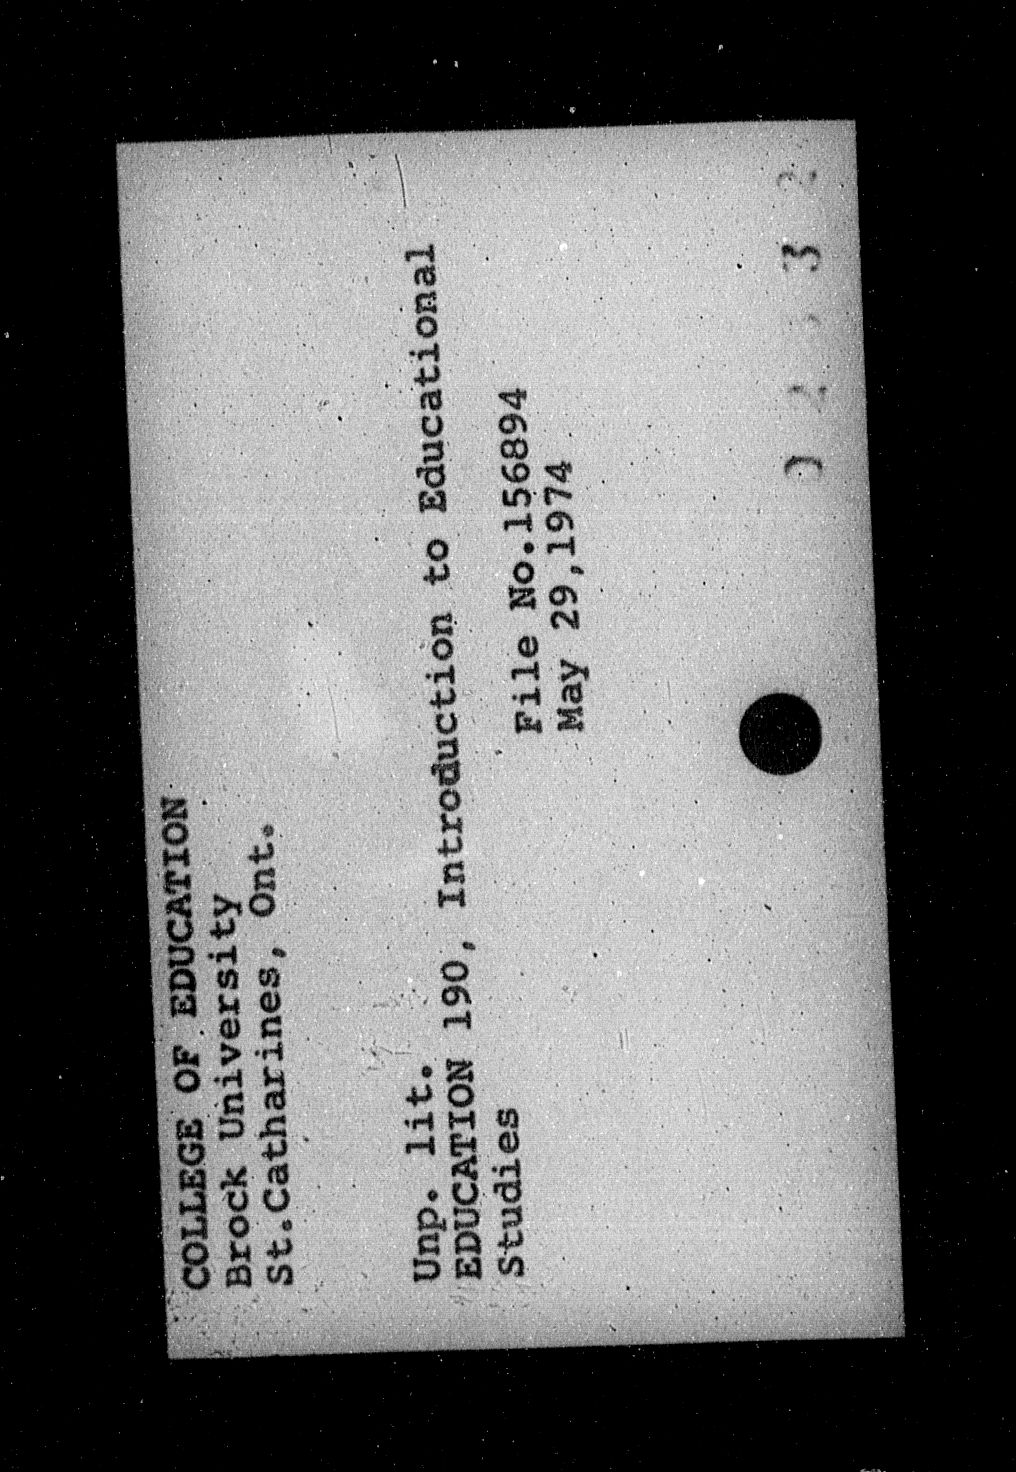 COLLEGE OF EDUCATION
Brock University
St.Catharines, Ont.
Unp. lit.
EDUCATION 190, Introduction to Educational
Studies
File No.156894
May 29,1974